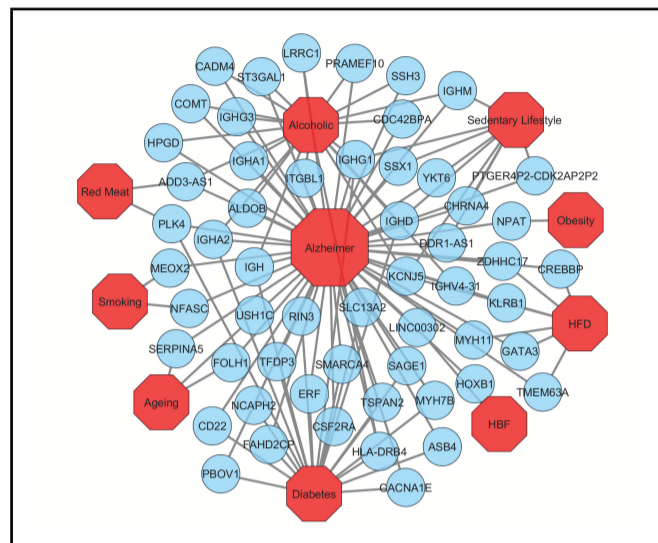 LRRC1
CADM4
PRAMEF10
ST3GAL1
SSH3
IGHM
COMT
IGHG3
Alcoholic
CDC42BPA
Sedentary Lifestyle
HPGD
IGHA1
IGHG1
SSX1
YKT6
PTGER4P2-CDK2AP2P2
ADD3-AS1
ITGBL1
Red Meat
ALDOB
CHRNA4
PLK4
IGHD
NPAT
Obesity
IGHA2
DDR1-AS1
Alzheimer
ZDHHC17
MEOX2
IGH
CREBBP
KCNJ5
IGHV4-31
Smoking
NFASC
SLC13A2
KLRB1
USH1C
RIN3
LINC00302
HFD
MYH11
SERPINA5
GATA3
FOLH1
TFDP3
SMARCA4
SAGE1
HOXB1
TMEM63A
Ageing
NCAPH2
ERF
TSPAN2
MYH7B
CD22
CSF2RA
HBF
FAHD2CP
HLA-DRB4
ASB4
PBOV1
Diabetes
CACNA1E